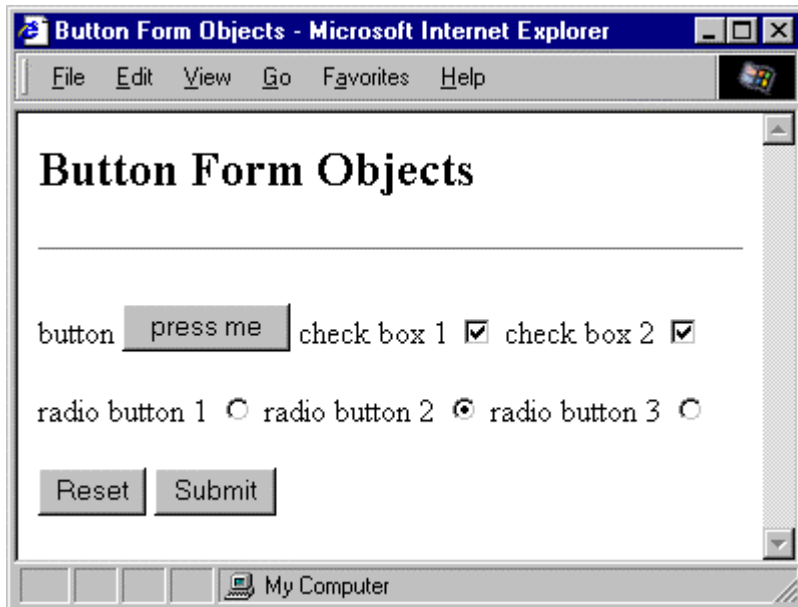 Button Form Objects - Microsoft Internet Explorer
File Edit View Go Favorites Help
Button Form Objects
button press me check box 1 check box 2
radio button 1 radio button 2 radio button 3
Reset Submit
My Computer